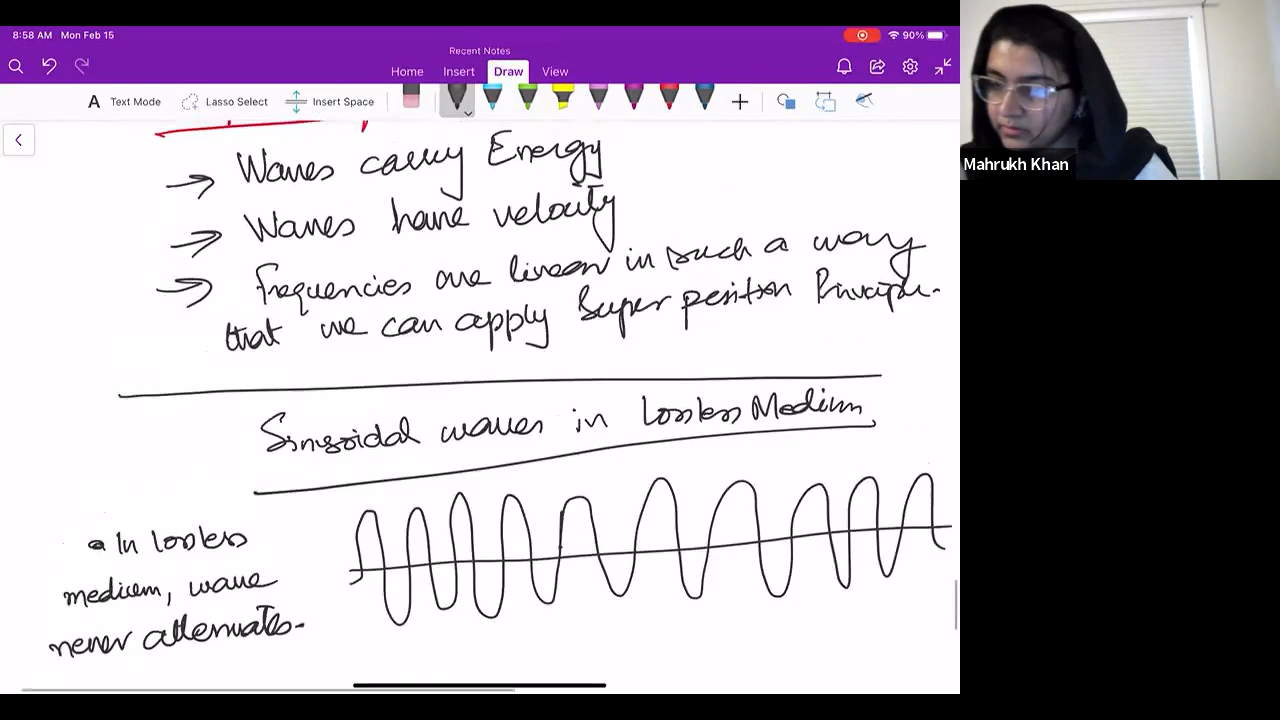 8:58 AM Mon Feb 15
90%
Recent Notes
Home Insert Draw View
Text Mode Lasso Select Insert Space
Mahrukh Khan
→ Waves carry Energy
→ Waves have velocity
→ frequencies are linear in such a way
that we can apply Super position Principle.
Sinusoidal waves in Lossless Medium
In lossless
medium, wave
never attenuates.